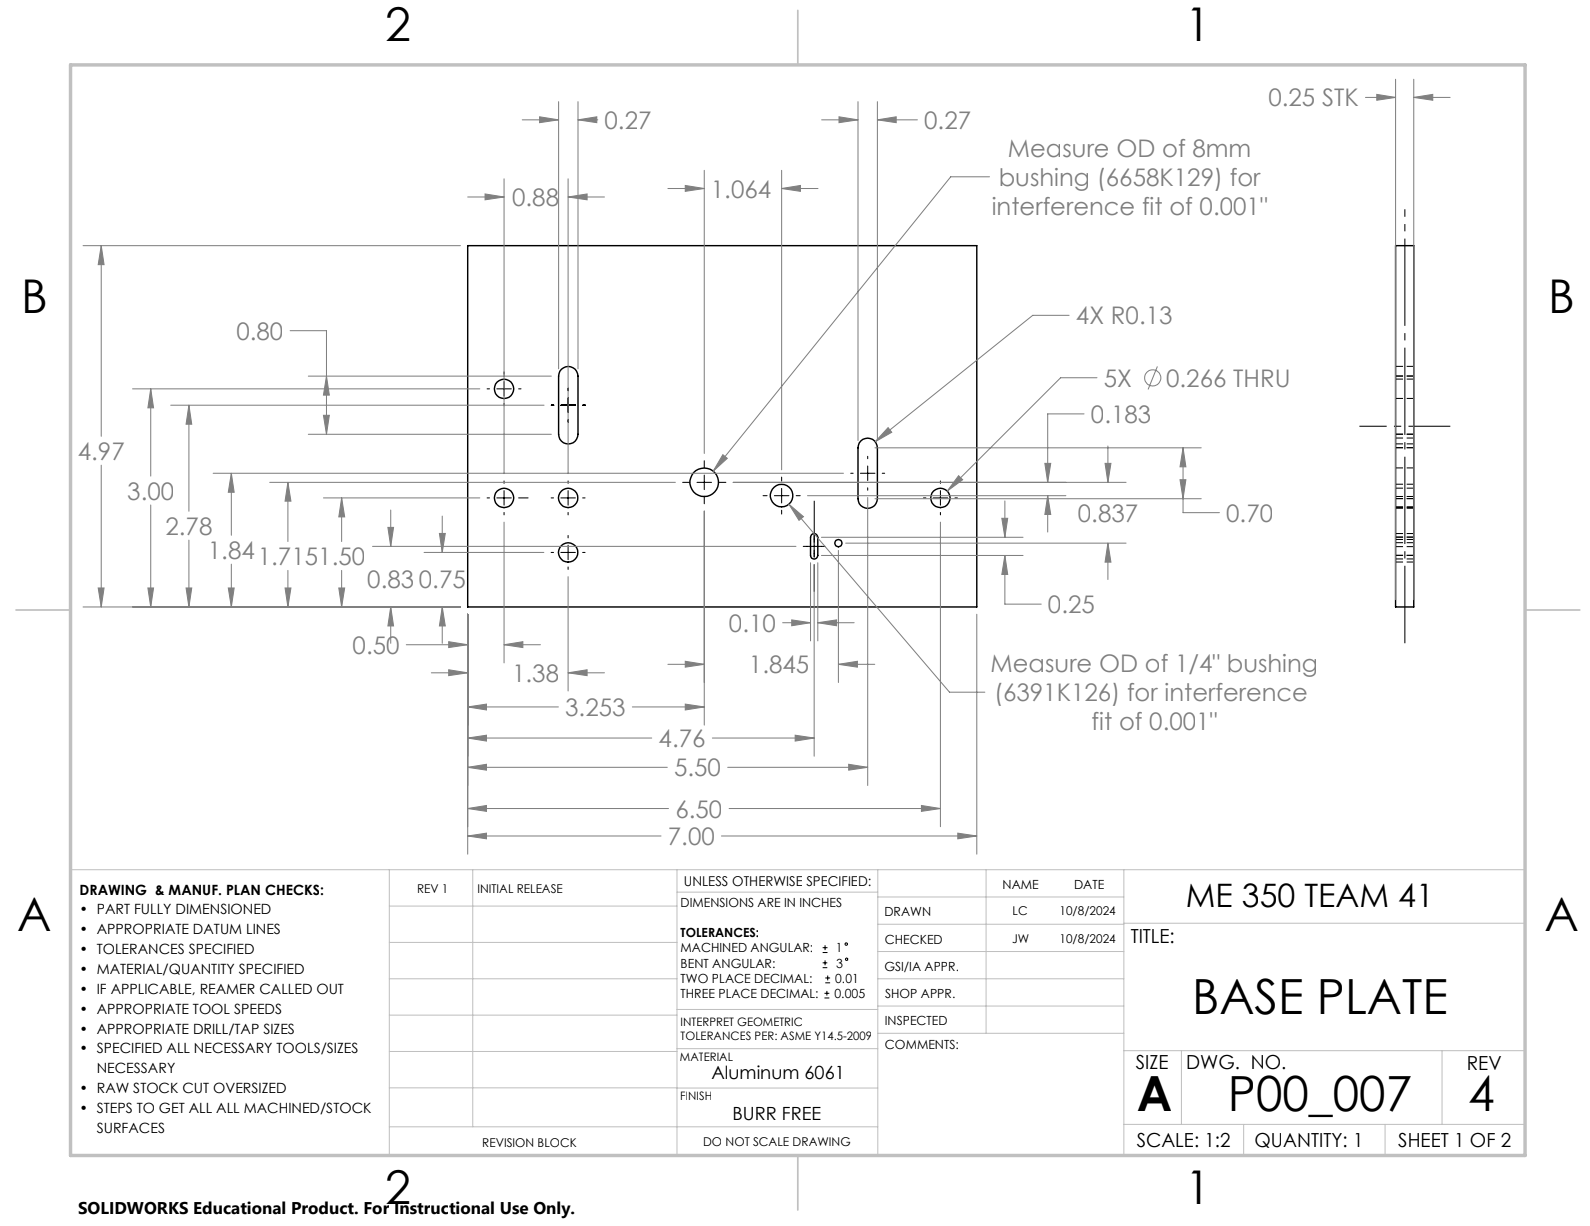 2
1
0.25 STK
0.27
0.27
Measure OD of 8mm
bushing (6658K129) for
interference fit of 0.001"
0.88
1.064
B
B
0.80
4X R0.13
5X ∅0.266 THRU
0.183
4.97
3.00
2.78
1.84
1.715
1.50
0.837
0.70
0.83
0.75
0.25
0.10
0.50
1.38
1.845
Measure OD of 1/4" bushing
(6391K126) for interference
fit of 0.001"
3.253
4.76
5.50
6.50
7.00
A
A
DRAWING & MANUF. PLAN CHECKS:
• PART FULLY DIMENSIONED
• APPROPRIATE DATUM LINES
• TOLERANCES SPECIFIED
• MATERIAL/QUANTITY SPECIFIED
• IF APPLICABLE, REAMER CALLED OUT
• APPROPRIATE TOOL SPEEDS
• APPROPRIATE DRILL/TAP SIZES
• SPECIFIED ALL NECESSARY TOOLS/SIZES
NECESSARY
• RAW STOCK CUT OVERSIZED
• STEPS TO GET ALL ALL MACHINED/STOCK
SURFACES
REV 1 INITIAL RELEASE
REVISION BLOCK
UNLESS OTHERWISE SPECIFIED:
DIMENSIONS ARE IN INCHES
TOLERANCES:
MACHINED ANGULAR: ± 1°
BENT ANGULAR: ± 3°
TWO PLACE DECIMAL: ± 0.01
THREE PLACE DECIMAL: ± 0.005
INTERPRET GEOMETRIC
TOLERANCES PER: ASME Y14.5-2009
MATERIAL
Aluminum 6061
FINISH
BURR FREE
DO NOT SCALE DRAWING
NAME DATE
DRAWN LC 10/8/2024
CHECKED JW 10/8/2024
GSI/IA APPR.
SHOP APPR.
INSPECTED
COMMENTS:
ME 350 TEAM 41
TITLE:
BASE PLATE
SIZE DWG. NO. REV
A P00_007 4
SCALE: 1:2 QUANTITY: 1 SHEET 1 OF 2
2
1
SOLIDWORKS Educational Product. For Instructional Use Only.